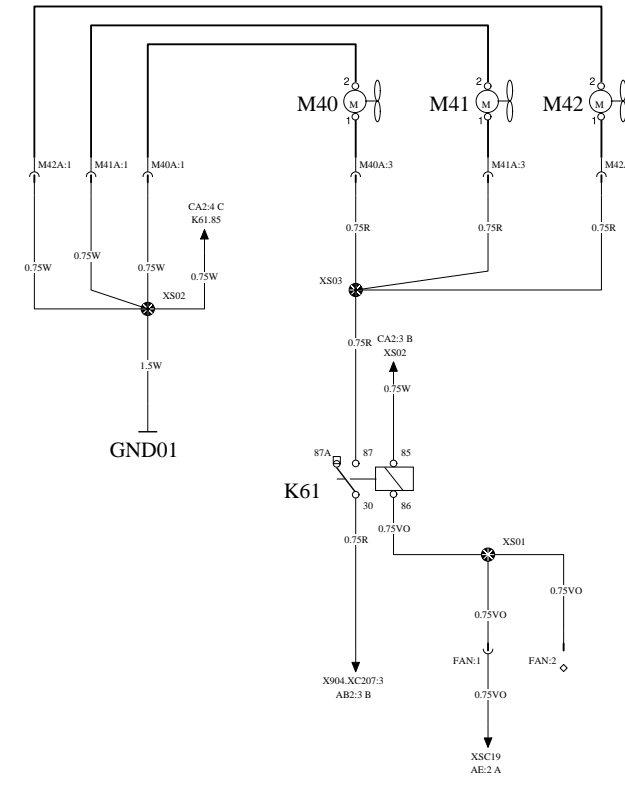 2
2
2
M40
M
M41
M
M42
M
1
1
1
M42A:1
M41A:1
M40A:1
M40A:3
M41A:3
CA2:4 C
K61.85
0.75R
0.75R
0.75R
0.75W
0.75W
0.75W
0.75W
XS02
XS03
1.5W
0.75R
CA2:3 B
XS02
0.75W
GND01
87A
87
85
K61
30
86
0.75R
0.75VO
XS01
0.75VO
0.75VO
FAN:1
FAN:2
X904.XC207:3
AB2:3 B
0.75VO
XSC19
AE:2 A